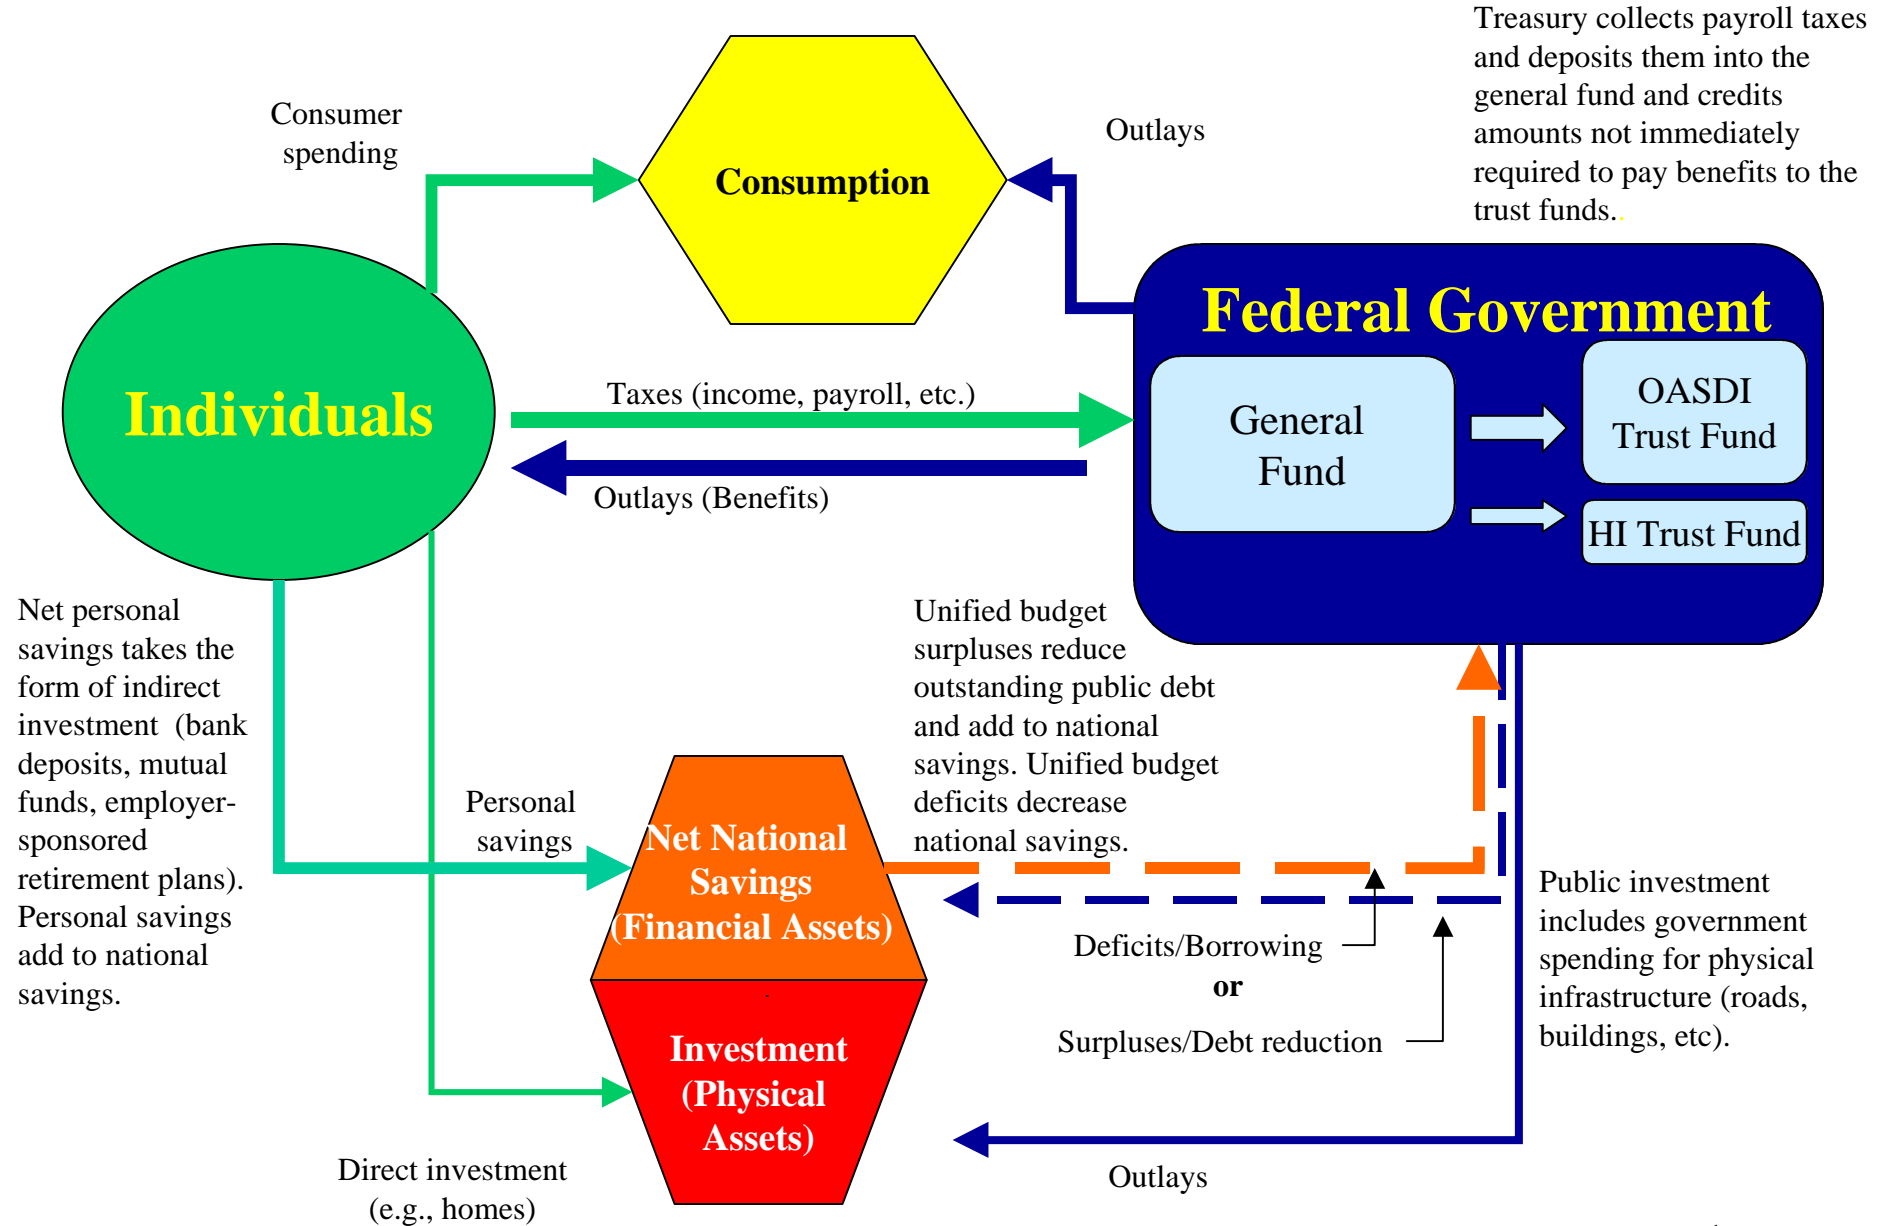 Treasury collects payroll taxes
and deposits them into the
general fund and credits
amounts not immediately
required to pay benefits to the
trust funds..
Consumer
spending
Outlays
Consumption
Federal Government
Individuals
Taxes (income, payroll, etc.)
Outlays (Benefits)
General
Fund
OASDI
Trust Fund
HI Trust Fund
Net personal
savings takes the
form of indirect
investment (bank
deposits, mutual
funds, employer-
sponsored
retirement plans).
Personal savings
add to national
savings.
Personal
savings
Unified budget
surpluses reduce
outstanding public debt
and add to national
savings. Unified budget
deficits decrease
national savings.
Net National
Savings
(Financial Assets)
Deficits/Borrowing
or
Surpluses/Debt reduction
Public investment
includes government
spending for physical
infrastructure (roads,
buildings, etc).
Investment
(Physical
Assets)
Direct investment
(e.g., homes)
Outlays